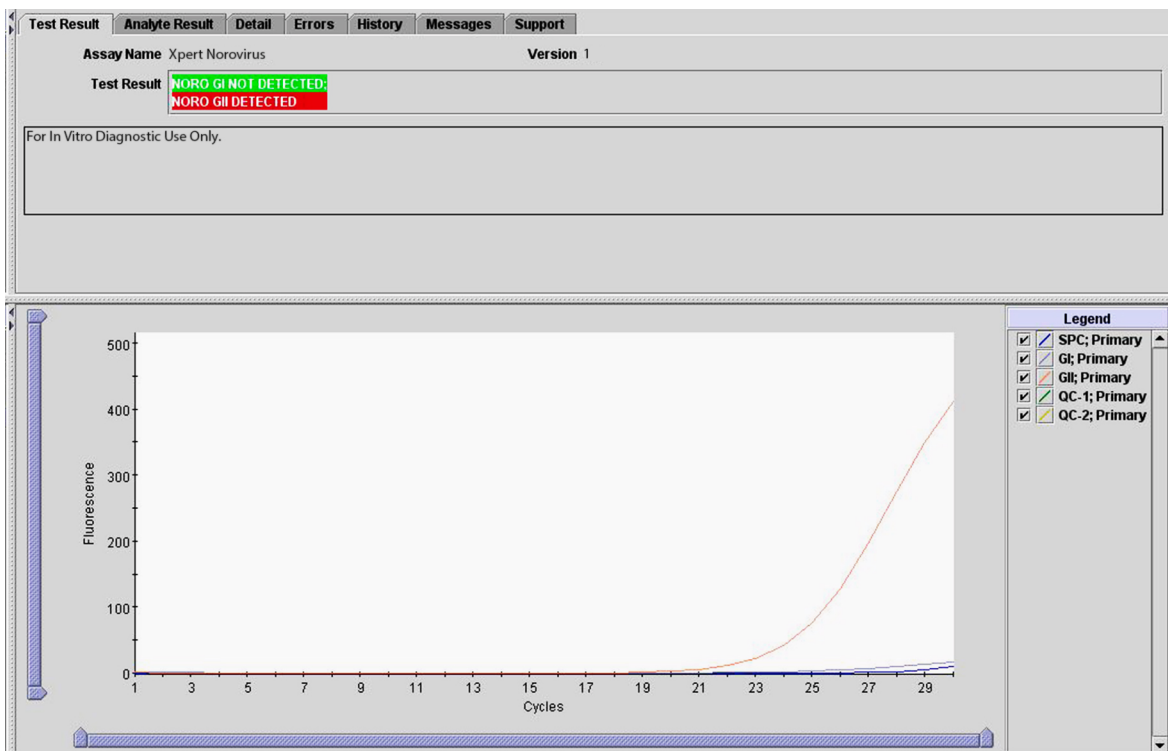 Test Result Analyte Result Detail Errors History Messages Support
Assay Name Xpert Norovirus Version 1
Test Result NORO GI NOT DETECTED;
NORO GII DETECTED
For In Vitro Diagnostic Use Only.
Legend
SPC; Primary
GI; Primary
GII; Primary
QC-1; Primary
QC-2; Primary
500
400
300
200
100
0
Fluorescence
1 3 5 7 9 11 13 15 17 19 21 23 25 27 29
Cycles